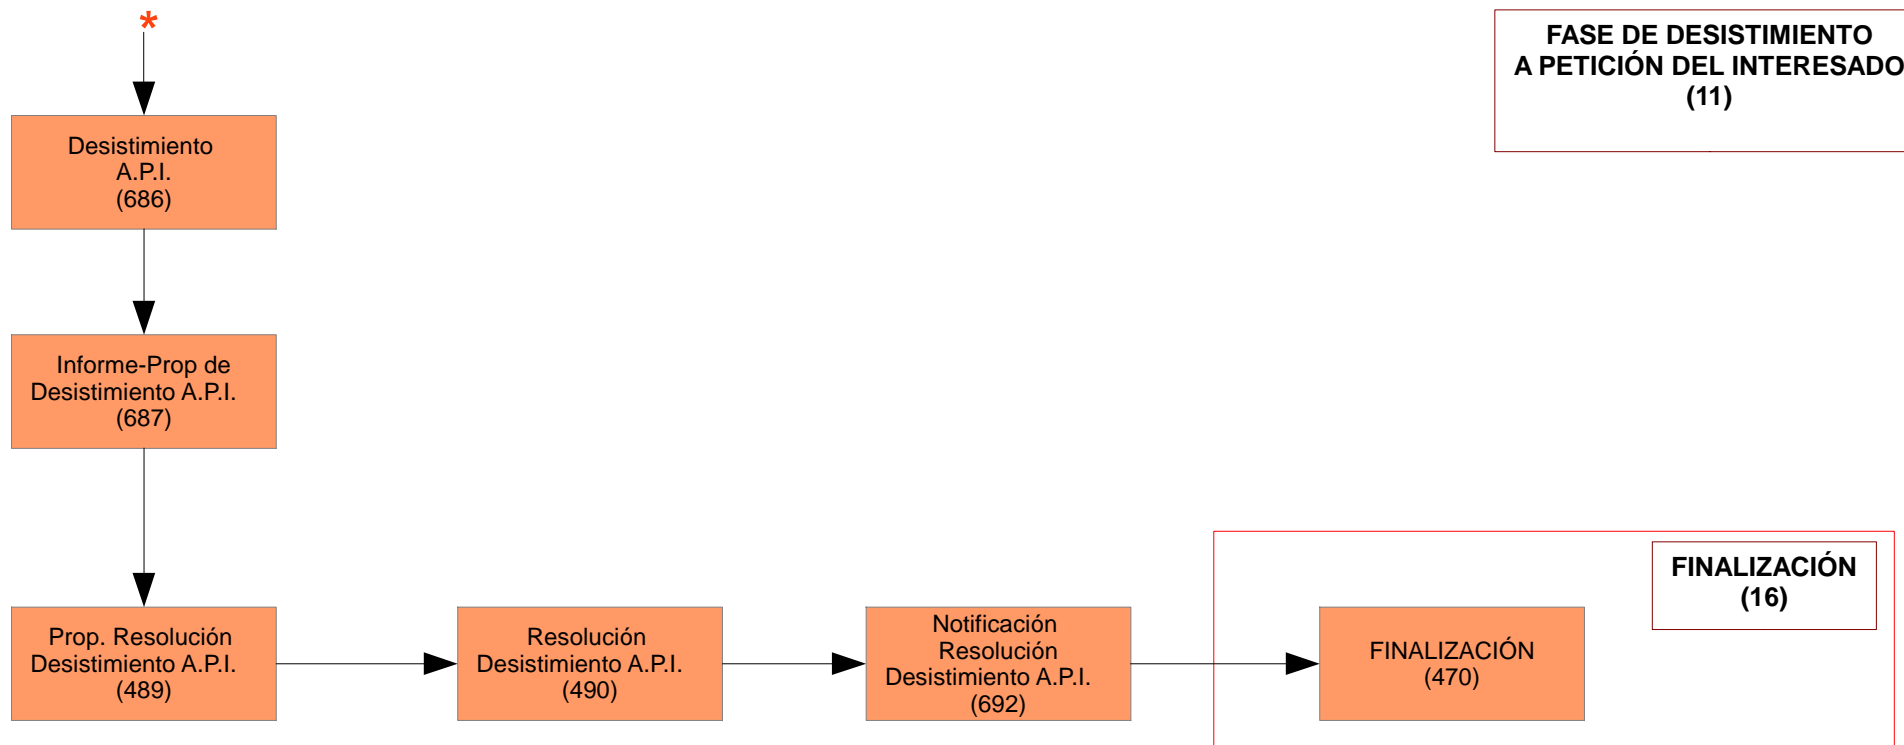 *
FASE DE DESISTIMIENTO
A PETICIÓN DEL INTERESADO
(11)
Desistimiento
A.P.I.
(686)
Informe-Prop de
Desistimiento A.P.I.
(687)
Prop. Resolución
Desistimiento A.P.I.
(489)
Resolución
Desistimiento A.P.I.
(490)
Notificación
Resolución
Desistimiento A.P.I.
(692)
FINALIZACIÓN
(16)
FINALIZACIÓN
(470)